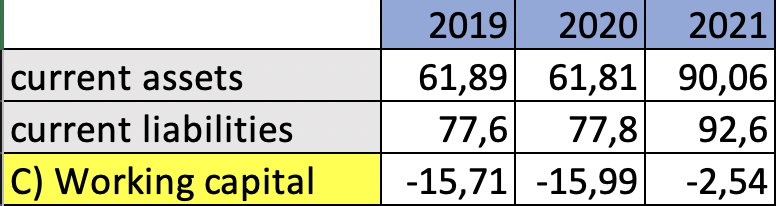 2019 2020 2021
current assets 61,89 61,81 90,06
current liabilities 77,6 77,8 92,6
C) Working capital -15,71 -15,99 -2,54